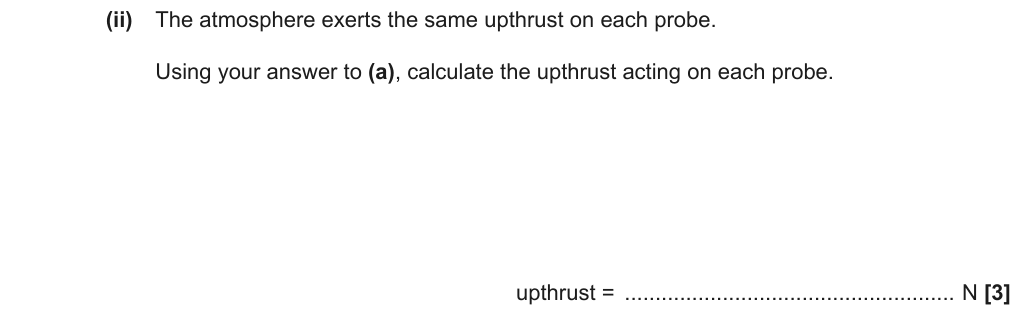 (ii) The atmosphere exerts the same upthrust on each probe.
Using your answer to (a), calculate the upthrust acting on each probe.
upthrust = ...................................................... N [3]